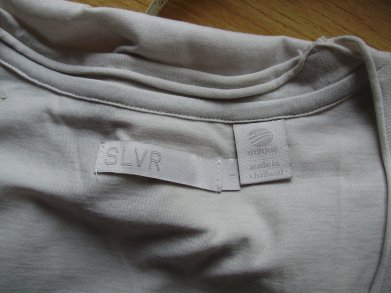 SLVR
L
adidas
made in
thailand